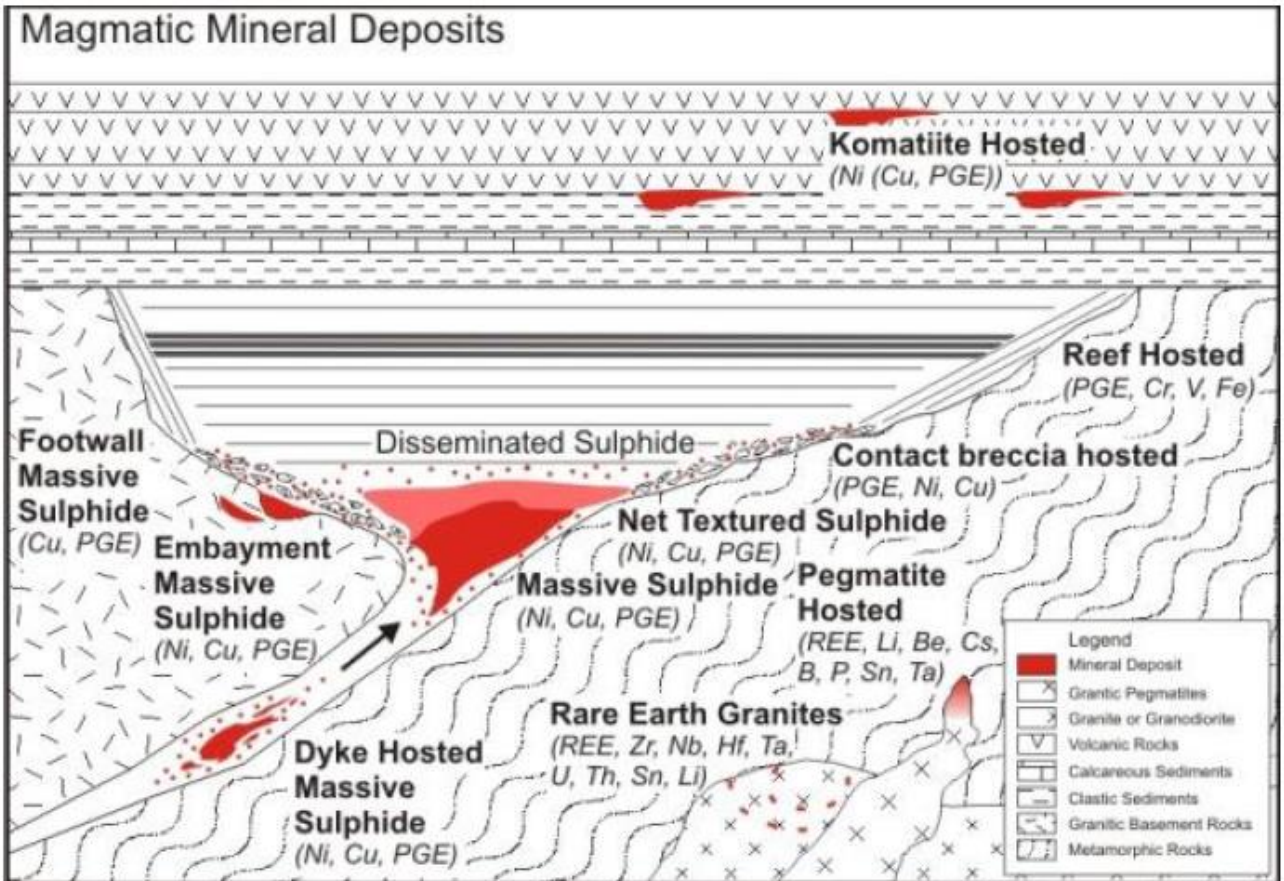 Magmatic Mineral Deposits
Komatiite Hosted
(Ni (Cu, PGE))
Reef Hosted
(PGE, Cr, V, Fe)
Footwall
Massive
Sulphide
(Cu, PGE)
Disseminated Sulphide
Contact breccia hosted
(PGE, Ni, Cu)
Embayment
Massive
Sulphide
(Ni, Cu, PGE)
Net Textured Sulphide
(Ni, Cu, PGE)
Massive Sulphide
(Ni, Cu, PGE)
Pegmatite
Hosted
(REE, Li, Be, Cs,
B, P, Sn, Ta)
Rare Earth Granites
(REE, Zr, Nb, Hf, Ta,
U, Th, Sn, Li)
Dyke Hosted
Massive
Sulphide
(Ni, Cu, PGE)
Legend
Mineral Deposit
Grantic Pegmatites
Granite or Granodiorite
Volcanic Rocks
Calcareous Sediments
Clastic Sediments
Granitic Basement Rocks
Metamorphic Rocks